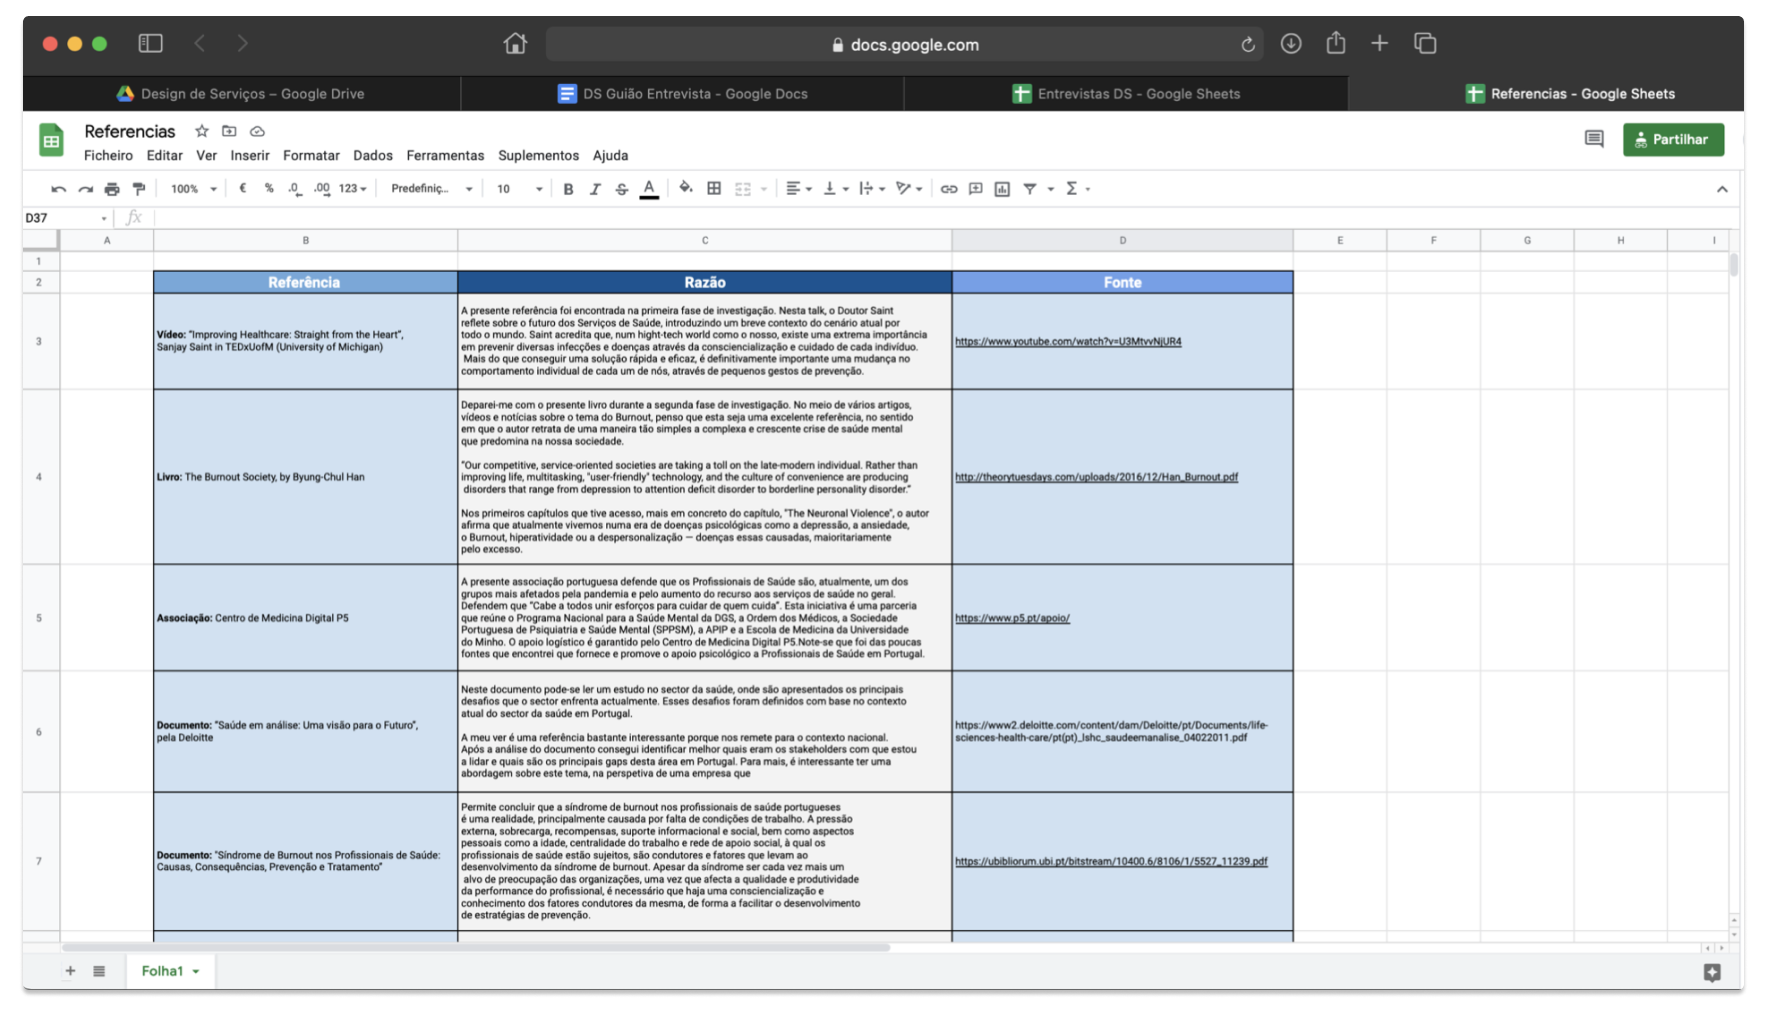 docs.google.com
Design de Serviços – Google Drive
DS Guião Entrevista - Google Docs
Entrevistas DS - Google Sheets
Referencias - Google Sheets
Referencias
Partilhar
Ficheiro Editar Ver Inserir Formatar Dados Ferramentas Suplementos Ajuda
100% € % .0 .00 123 Predefiniç... 10 B I S A Σ
D37 fx
A B C D E F G H I
1
2 Referência Razão Fonte
3
Vídeo: "Improving Healthcare: Straight from the Heart",
Sanjay Saint in TEDxUofM (University of Michigan)
A presente referência foi encontrada na primeira fase de investigação. Nesta talk, o Doutor Saint
reflete sobre o futuro dos Serviços de Saúde, introduzindo um breve contexto do cenário atual por
todo o mundo. Saint acredita que, num hight-tech world como o nosso, existe uma extrema importância
em prevenir diversas infecções e doenças através da consciencialização e cuidado de cada indivíduo.
Mais do que conseguir uma solução rápida e eficaz, é definitivamente importante uma mudança no
comportamento individual de cada um de nós, através de pequenos gestos de prevenção.
https://www.youtube.com/watch?v=U3MtvvNjUR4
4
Livro: The Burnout Society, by Byung-Chul Han
Deparei-me com o presente livro durante a segunda fase de investigação. No meio de vários artigos,
vídeos e notícias sobre o tema do Burnout, penso que esta seja uma excelente referência, no sentido
em que o autor retrata de uma maneira tão simples a complexa e crescente crise de saúde mental
que predomina na nossa sociedade.
"Our competitive, service-oriented societies are taking a toll on the late-modern individual. Rather than
improving life, multitasking, "user-friendly" technology, and the culture of convenience are producing
disorders that range from depression to attention deficit disorder to borderline personality disorder."
Nos primeiros capítulos que tive acesso, mais em concreto do capítulo, "The Neuronal Violence", o autor
afirma que atualmente vivemos numa era de doenças psicológicas como a depressão, a ansiedade,
o Burnout, hiperatividade ou a despersonalização — doenças essas causadas, maioritariamente
pelo excesso.
http://theorytuesdays.com/uploads/2016/12/Han_Burnout.pdf
5
Associação: Centro de Medicina Digital P5
A presente associação portuguesa defende que os Profissionais de Saúde são, atualmente, um dos
grupos mais afetados pela pandemia e pelo aumento do recurso aos serviços de saúde no geral.
Defendem que "Cabe a todos unir esforços para cuidar de quem cuida". Esta iniciativa é uma parceria
que reúne o Programa Nacional para a Saúde Mental da DGS, a Ordem dos Médicos, a Sociedade
Portuguesa de Psiquiatria e Saúde Mental (SPPSM), a APIP e a Escola de Medicina da Universidade
do Minho. O apoio logístico é garantido pelo Centro de Medicina Digital P5.Note-se que foi das poucas
fontes que encontrei que fornece e promove o apoio psicológico a Profissionais de Saúde em Portugal.
https://www.p5.pt/apoio/
6
Documento: "Saúde em análise: Uma visão para o Futuro",
pela Deloitte
Neste documento pode-se ler um estudo no sector da saúde, onde são apresentados os principais
desafios que o sector enfrenta actualmente. Esses desafios foram definidos com base no contexto
atual do sector da saúde em Portugal.
A meu ver é uma referência bastante interessante porque nos remete para o contexto nacional.
Após a análise do documento consegui identificar melhor quais eram os stakeholders com que estou
a lidar e quais são os principais gaps desta área em Portugal. Para mais, é interessante ter uma
abordagem sobre este tema, na perspetiva de uma empresa que
https://www2.deloitte.com/content/dam/Deloitte/pt/Documents/life-
sciences-health-care/pt(pt)_lshc_saudeemanalise_04022011.pdf
7
Documento: "Síndrome de Burnout nos Profissionais de Saúde:
Causas, Consequências, Prevenção e Tratamento"
Permite concluir que a síndrome de burnout nos profissionais de saúde portugueses
é uma realidade, principalmente causada por falta de condições de trabalho. A pressão
externa, sobrecarga, recompensas, suporte informacional e social, bem como aspectos
pessoais como a idade, centralidade do trabalho e rede de apoio social, à qual os
profissionais de saúde estão sujeitos, são condutores e fatores que levam ao
desenvolvimento da síndrome de burnout. Apesar da síndrome ser cada vez mais um
alvo de preocupação das organizações, uma vez que afecta a qualidade e produtividade
da performance do profissional, é necessário que haja uma consciencialização e
conhecimento dos fatores condutores da mesma, de forma a facilitar o desenvolvimento
de estratégias de prevenção.
https://ubibliorum.ubi.pt/bitstream/10400.6/8106/1/5527_11239.pdf
Folha1